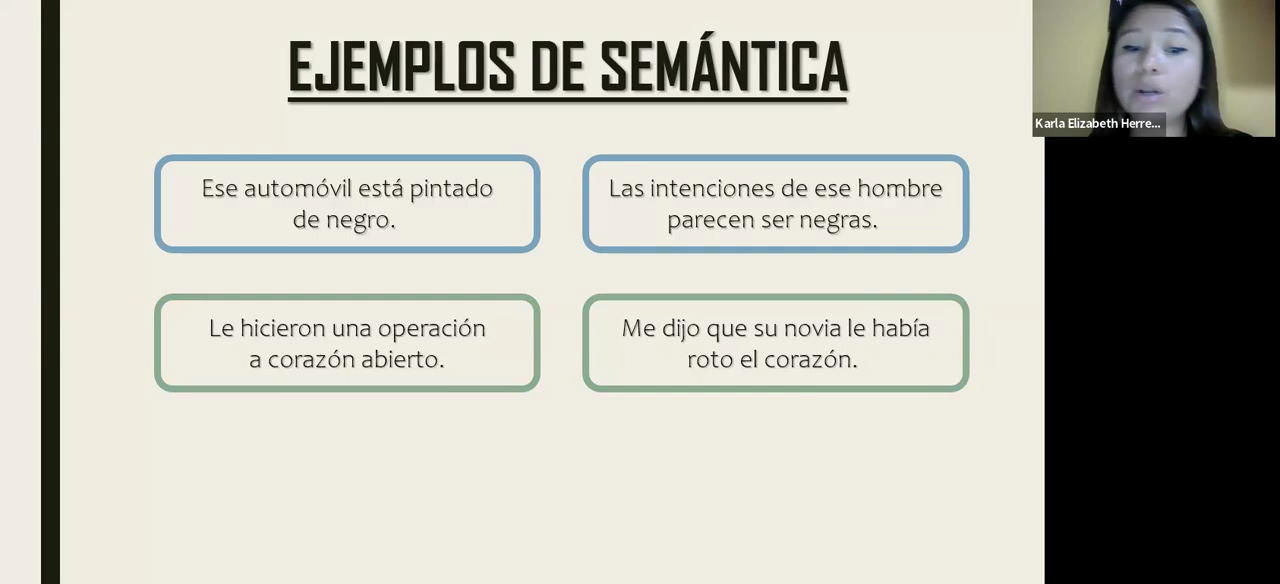 EJEMPLOS DE SEMÁNTICA
Ese automóvil está pintado
de negro.
Las intenciones de ese hombre
parecen ser negras.
Le hicieron una operación
a corazón abierto.
Me dijo que su novia le había
roto el corazón.
Karla Elizabeth Herre...